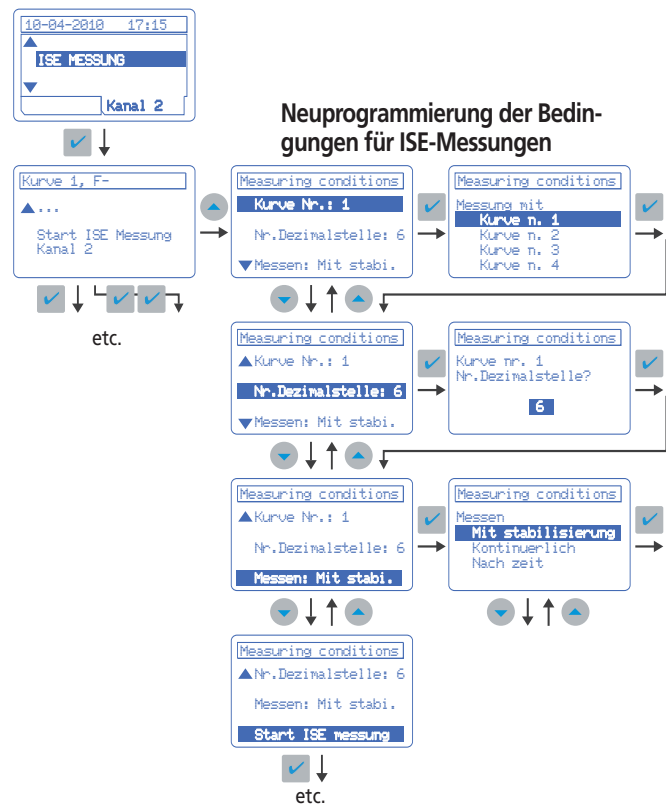 10-04-2010 17:15
ISE MESSUNG
Kanal 2
Neuprogrammierung der Bedin-
gungen für ISE-Messungen
Kurve 1, F-
...
Start ISE Messung
Kanal 2
etc.
Measuring conditions
Kurve Nr.: 1
Nr.Dezimalstelle: 6
Messen: Mit stabi.
Measuring conditions
Messung mit
Kurve n. 1
Kurve n. 2
Kurve n. 3
Kurve n. 4
Measuring conditions
Kurve Nr.: 1
Nr.Dezimalstelle: 6
Messen: Mit stabi.
Measuring conditions
Kurve nr. 1
Nr.Dezimalstelle?
6
Measuring conditions
Kurve Nr.: 1
Nr.Dezimalstelle: 6
Messen: Mit stabi.
Measuring conditions
Messen
Mit stabilisierung
Kontinuerlich
Nach zeit
Measuring conditions
Nr.Dezimalstelle: 6
Messen: Mit stabi.
Start ISE messung
etc.